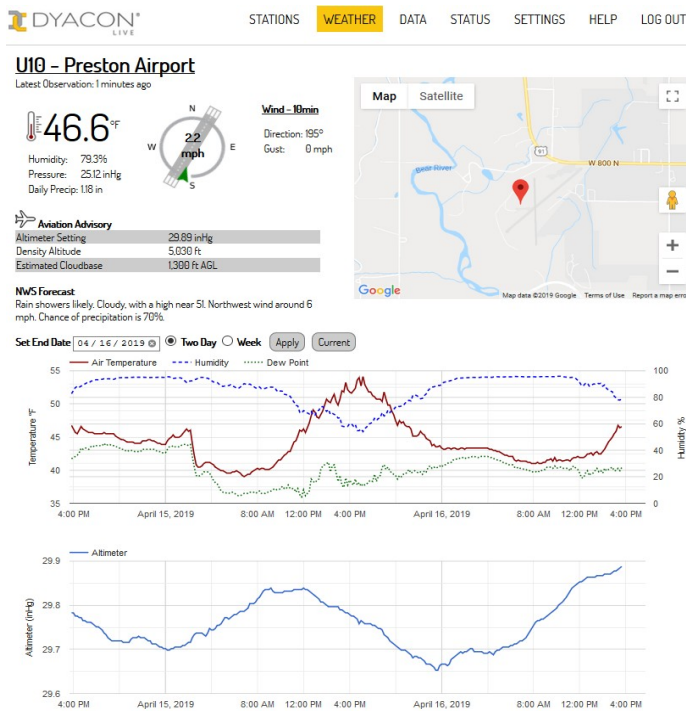 DYACON®
LIVE
STATIONS WEATHER DATA STATUS SETTINGS HELP LOG OUT
U10 – Preston Airport
Latest Observation: 1 minutes ago
46.6 °F
Humidity: 79.3%
Pressure: 25.12 inHg
Daily Precip: 1.18 in
N
W
E
S
2.2
mph
Wind – 10min
Direction: 195°
Gust: 0 mph
Map Satellite
91
W 800 N
Bear River
Google
Map data ©2019 Google Terms of Use Report a map erro
Aviation Advisory
Altimeter Setting 29.89 inHg
Density Altitude 5,030 ft
Estimated Cloudbase 1,300 ft AGL
NWS Forecast
Rain showers likely. Cloudy, with a high near 51. Northwest wind around 6
mph. Chance of precipitation is 70%.
Set End Date 04 / 16 / 2019 Two Day Week Apply Current
Air Temperature Humidity Dew Point
55
50
45
40
35
Temperature °F
100
80
60
40
20
0
Humidity %
4:00 PM April 15, 2019 8:00 AM 12:00 PM 4:00 PM April 16, 2019 8:00 AM 12:00 PM 4:00 PM
Altimeter
29.9
29.8
29.7
29.6
Altimeter (inHg)
4:00 PM April 15, 2019 8:00 AM 12:00 PM 4:00 PM April 16, 2019 8:00 AM 12:00 PM 4:00 PM